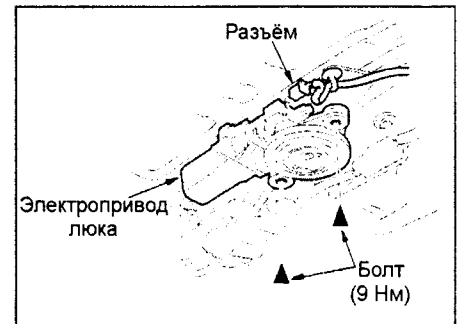 Разъём
Электропривод
люка
Болт
(9 Нм)